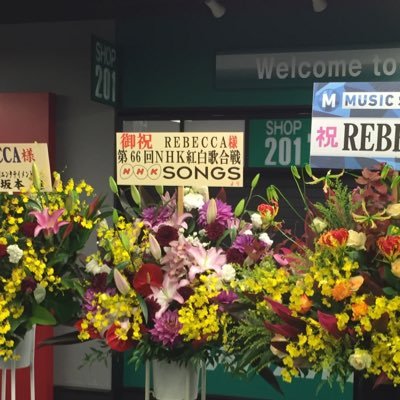 SHOP
201
Welcome to
SHOP
201
CCA様
坂本
御祝 REBECCA様
第66回NHK紅白歌合戦
NHK SONGS
M MUSIC
祝 REBE